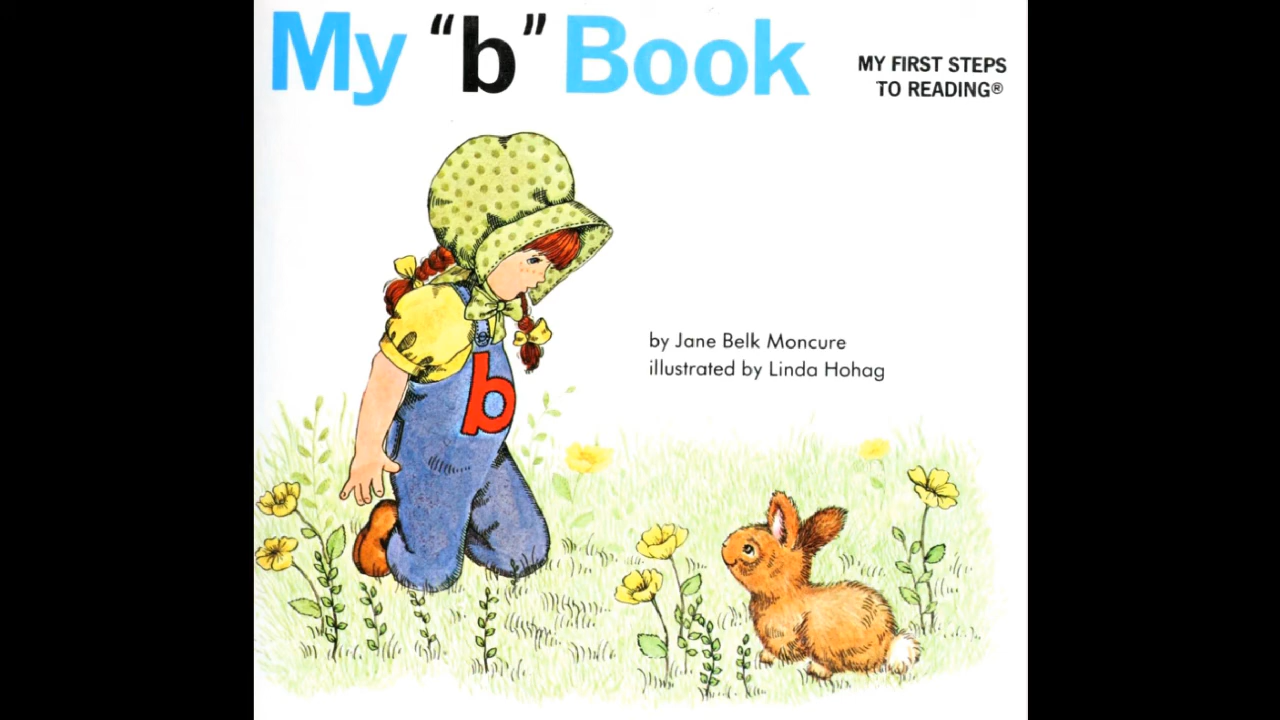 My "b" Book
MY FIRST STEPS
TO READING®
by Jane Belk Moncure
illustrated by Linda Hohag
b